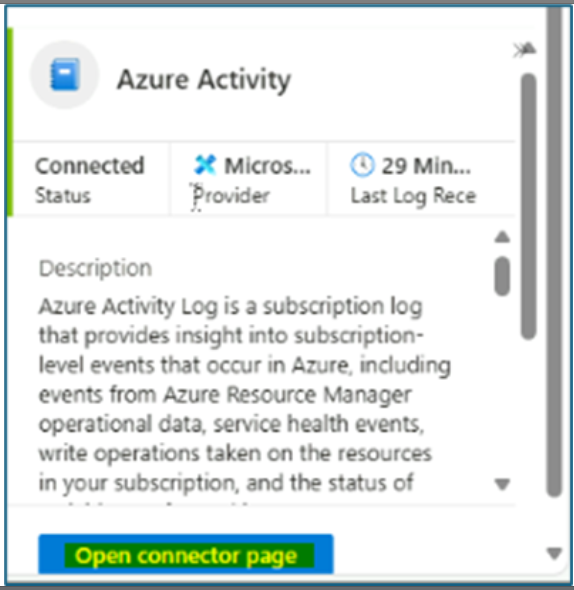 Azure Activity
Connected
Status
Micros...
Provider
29 Min...
Last Log Rece
Description
Azure Activity Log is a subscription log
that provides insight into subscription-
level events that occur in Azure, including
events from Azure Resource Manager
operational data, service health events,
write operations taken on the resources
in your subscription, and the status of
Open connector page